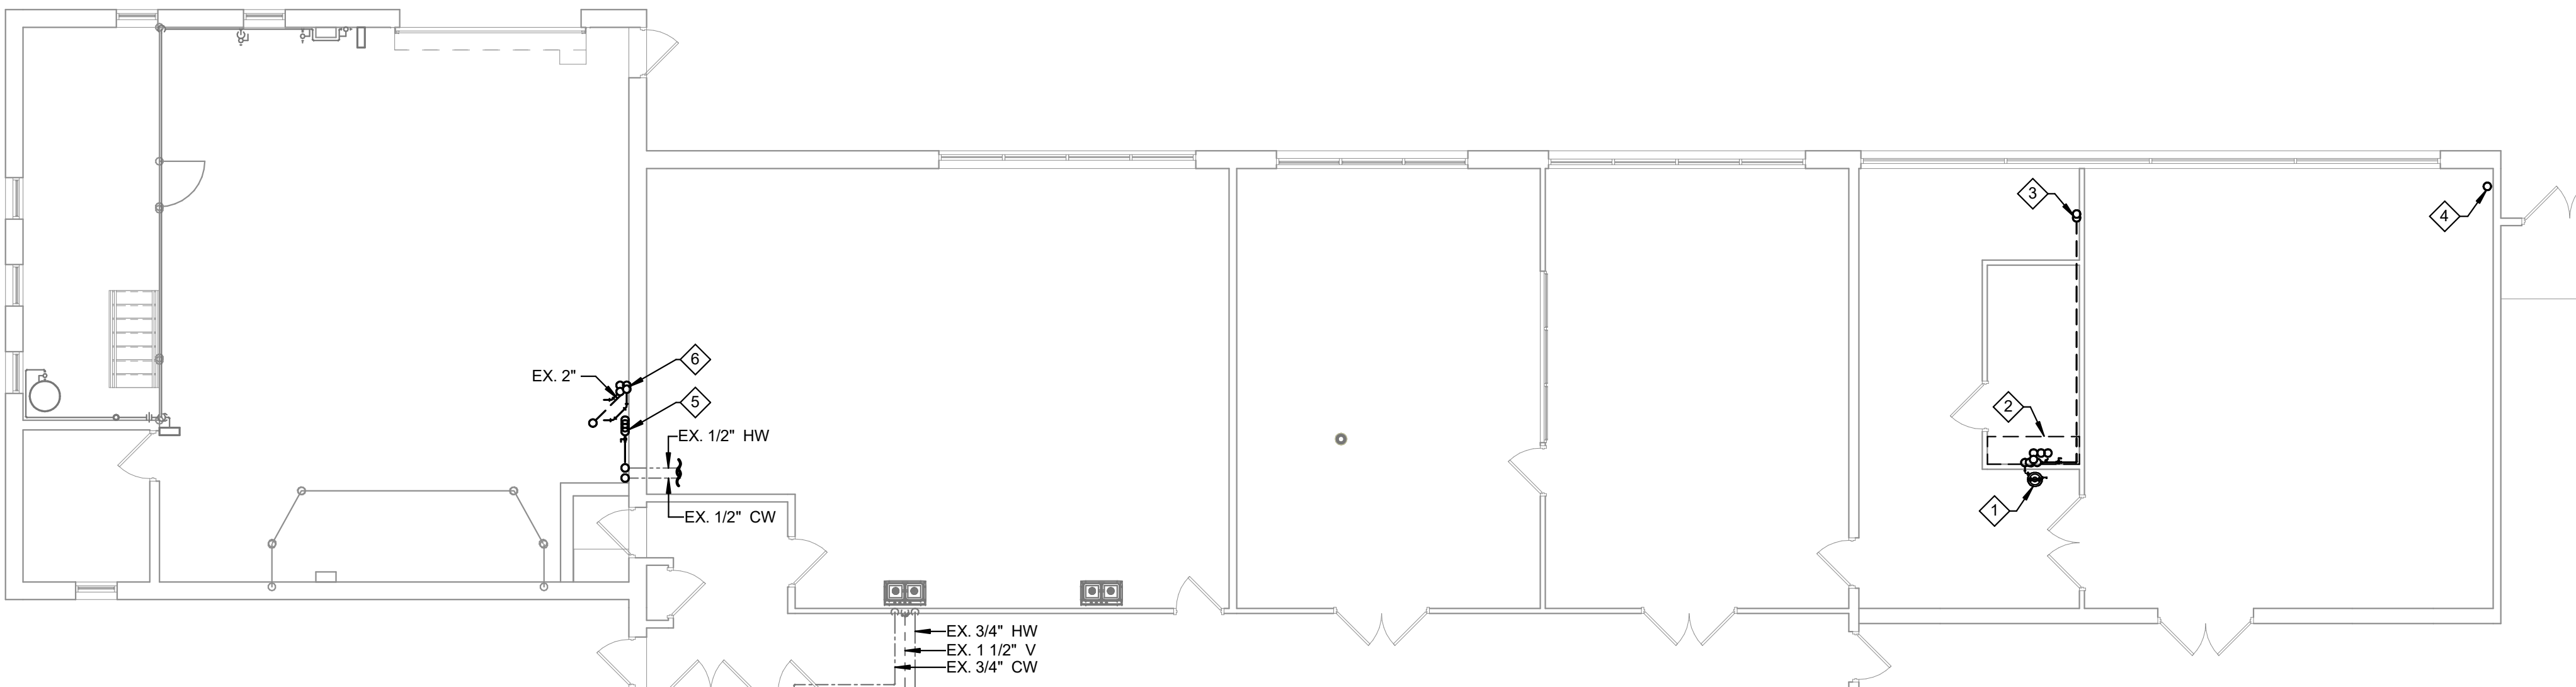 3
4
6
EX. 2"
5
2
EX. 1/2" HW
1
EX. 1/2" CW
EX. 3/4" HW
EX. 1 1/2" V
EX. 3/4" CW